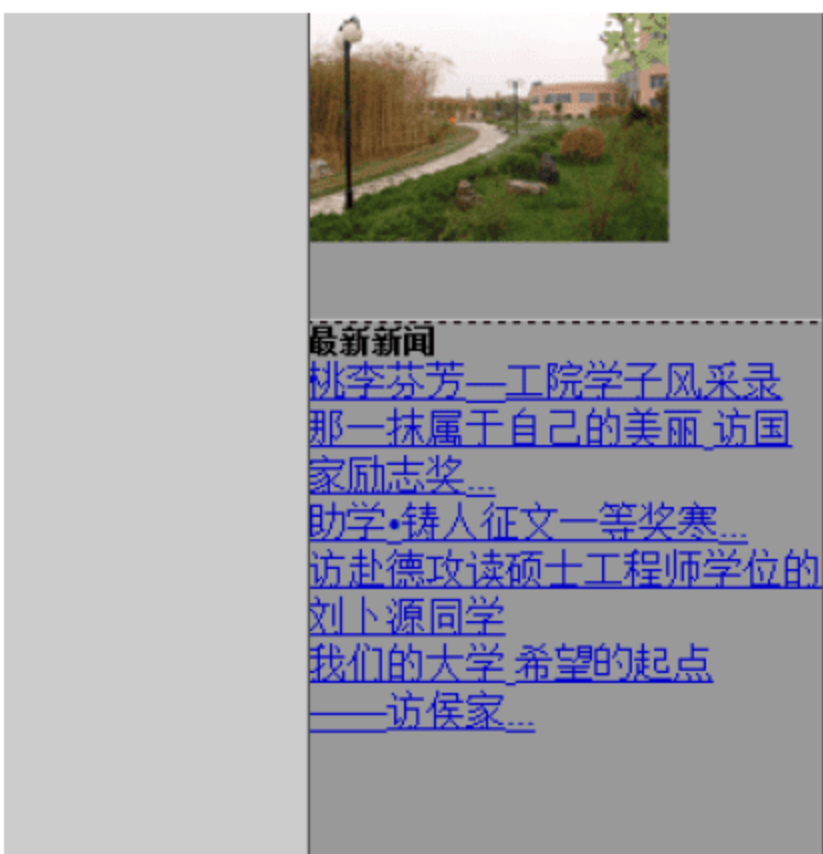 最新新闻
桃李芬芳—工院学子风采录
那一抹属于自己的美丽 访国
家励志奖...
助学•铸人征文一等奖寒...
访赴德攻读硕士工程师学位的
刘卜源同学
我们的大学 希望的起点
——访侯家...